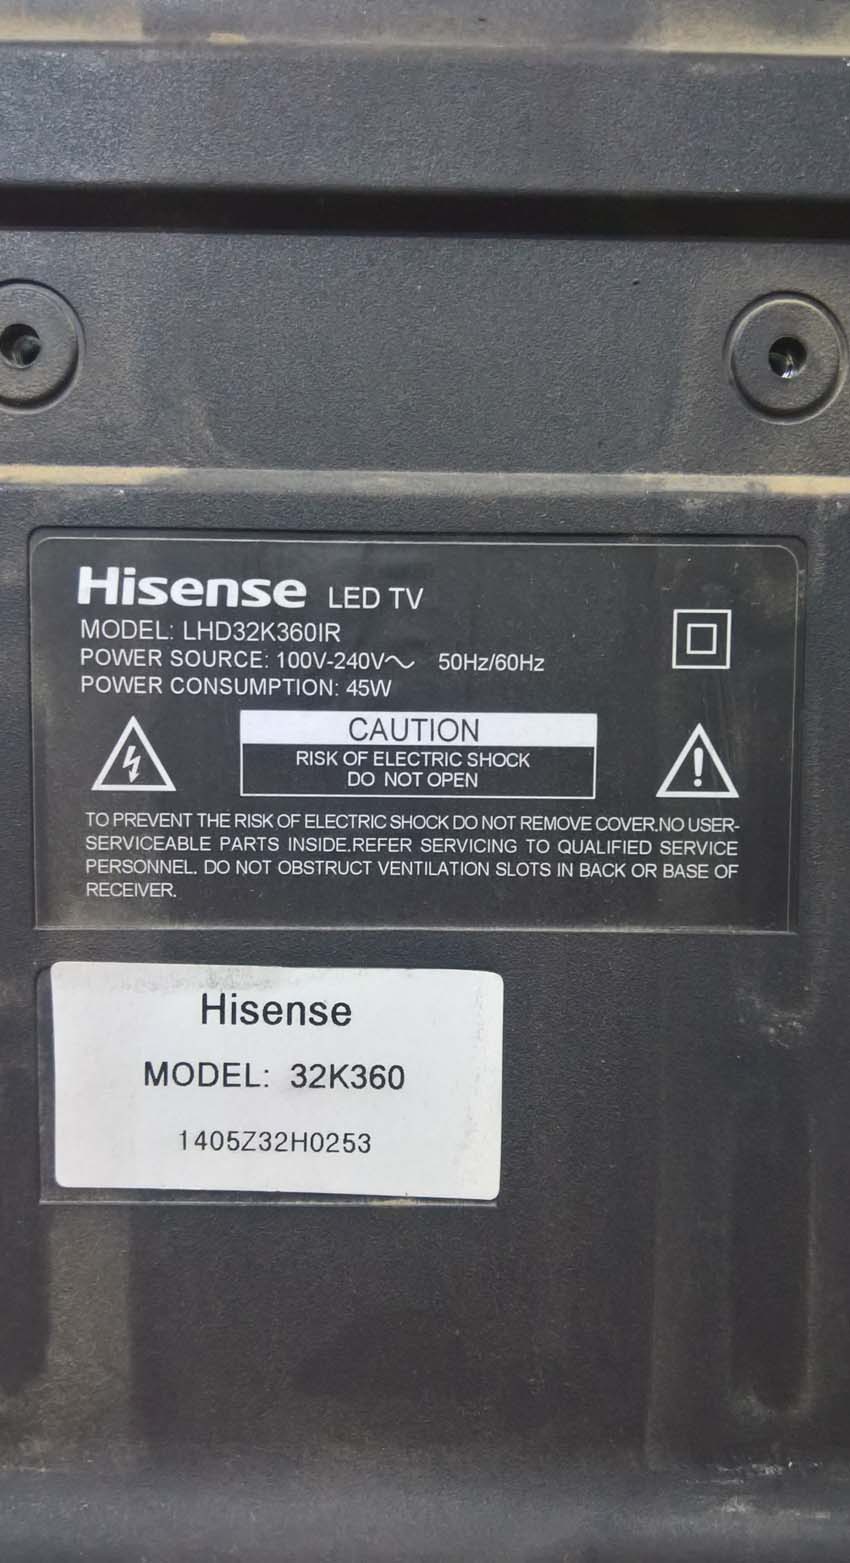 Hisense LED TV
MODEL: LHD32K360IR
POWER SOURCE: 100V-240V～ 50Hz/60Hz
POWER CONSUMPTION: 45W
CAUTION
RISK OF ELECTRIC SHOCK
DO NOT OPEN
TO PREVENT THE RISK OF ELECTRIC SHOCK DO NOT REMOVE COVER.NO USER-
SERVICEABLE PARTS INSIDE.REFER SERVICING TO QUALIFIED SERVICE
PERSONNEL. DO NOT OBSTRUCT VENTILATION SLOTS IN BACK OR BASE OF
RECEIVER.
Hisense
MODEL: 32K360
1405Z32H0253